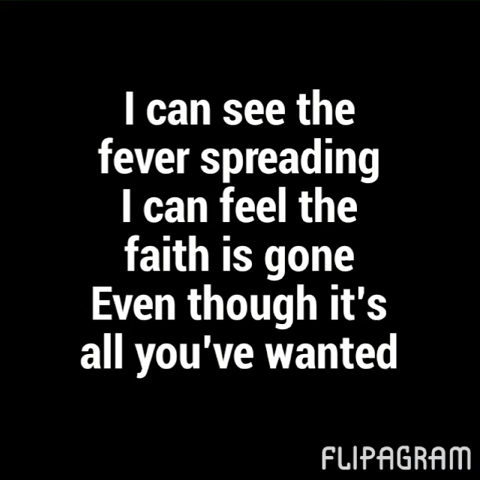 I can see the
fever spreading
I can feel the
faith is gone
Even though it's
all you've wanted
FLIPAGRAM